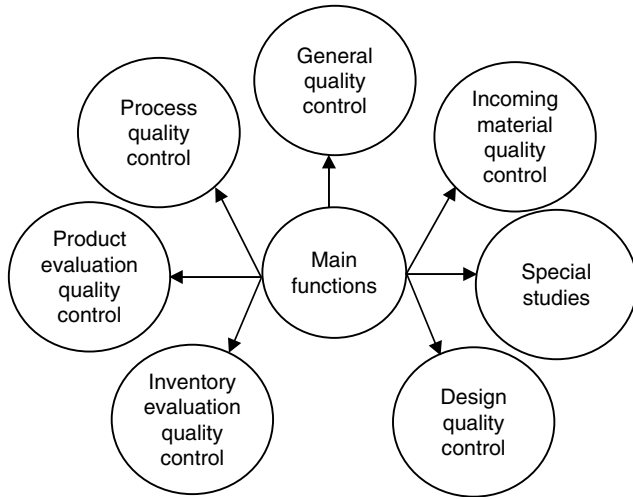 General
quality
control
Process
quality
control
Incoming
material
quality
control
Product
evaluation
quality
control
Main
functions
Special
studies
Inventory
evaluation
quality
control
Design
quality
control